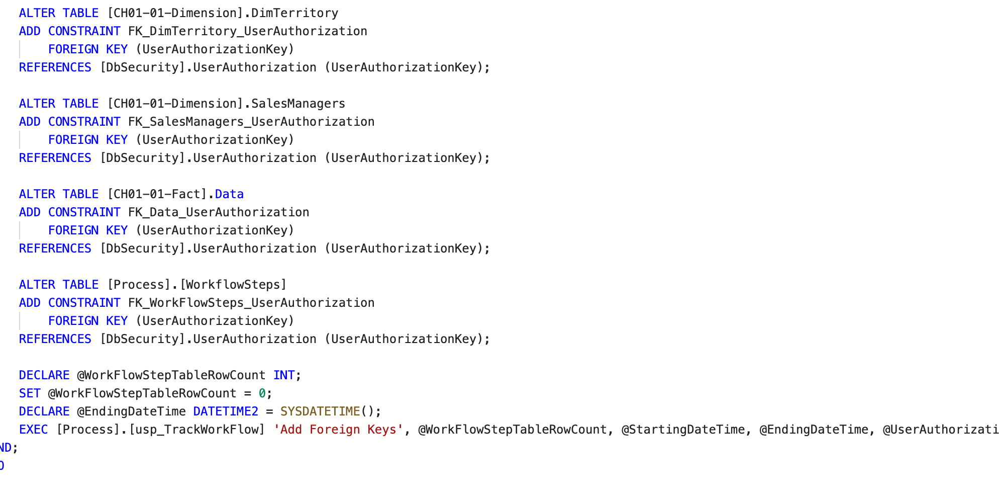 ALTER TABLE [CH01-01-Dimension].DimTerritory
ADD CONSTRAINT FK_DimTerritory_UserAuthorization
FOREIGN KEY (UserAuthorizationKey)
REFERENCES [DbSecurity].UserAuthorization (UserAuthorizationKey);
ALTER TABLE [CH01-01-Dimension].SalesManagers
ADD CONSTRAINT FK_SalesManagers_UserAuthorization
FOREIGN KEY (UserAuthorizationKey)
REFERENCES [DbSecurity].UserAuthorization (UserAuthorizationKey);
ALTER TABLE [CH01-01-Fact].Data
ADD CONSTRAINT FK_Data_UserAuthorization
FOREIGN KEY (UserAuthorizationKey)
REFERENCES [DbSecurity].UserAuthorization (UserAuthorizationKey);
ALTER TABLE [Process].[WorkflowSteps]
ADD CONSTRAINT FK_WorkFlowSteps_UserAuthorization
FOREIGN KEY (UserAuthorizationKey)
REFERENCES [DbSecurity].UserAuthorization (UserAuthorizationKey);
DECLARE @WorkFlowStepTableRowCount INT;
SET @WorkFlowStepTableRowCount = 0;
DECLARE @EndingDateTime DATETIME2 = SYSDATETIME();
EXEC [Process].[usp_TrackWorkFlow] 'Add Foreign Keys', @WorkFlowStepTableRowCount, @StartingDateTime, @EndingDateTime, @UserAuthorizati
ND;